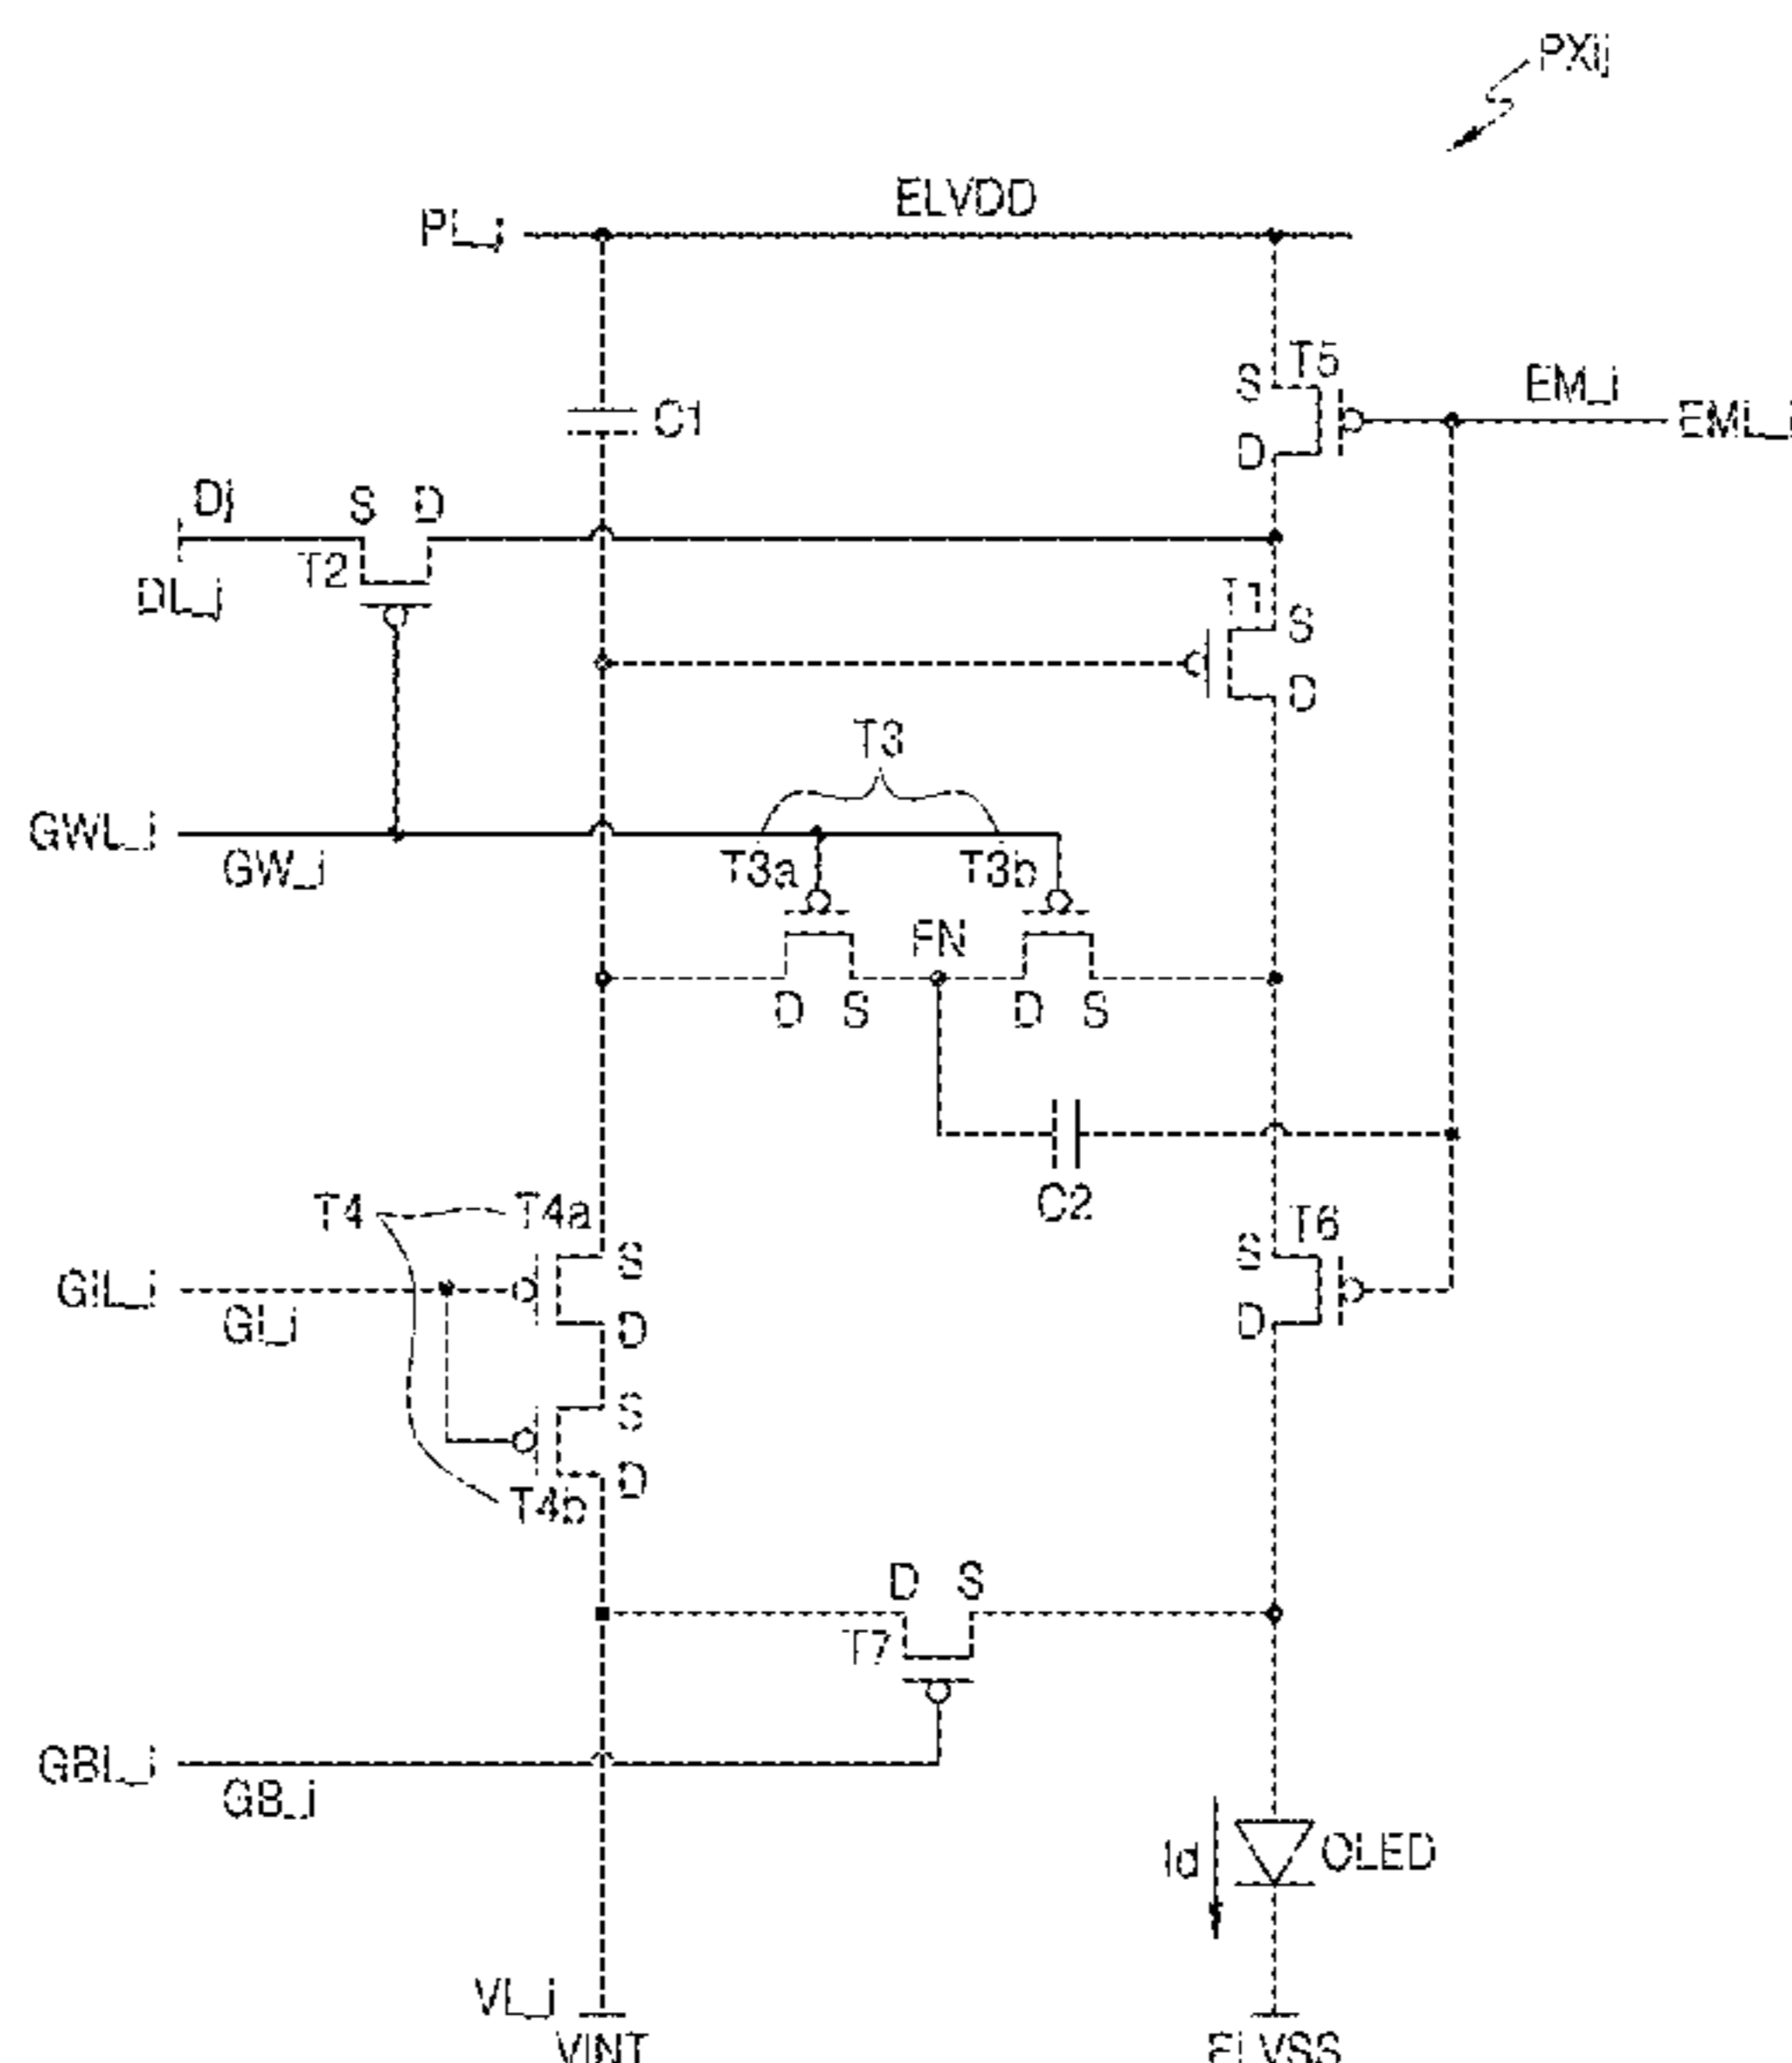 PXij
ELVDD
PL_j
T5
S
EM_i
EML_i
C1
D
Dj
S D
T2
DL_j
T1
S
D
T3
GWL_i
GW_i
T3a
T3b
FN
D S
D S
C2
T4
T4a
T6
S
S
GIL_i
GI_i
D
D
S
D
T4b
D S
T7
GBL_i
GB_i
Id
OLED
VL_i
VINT
ELVSS